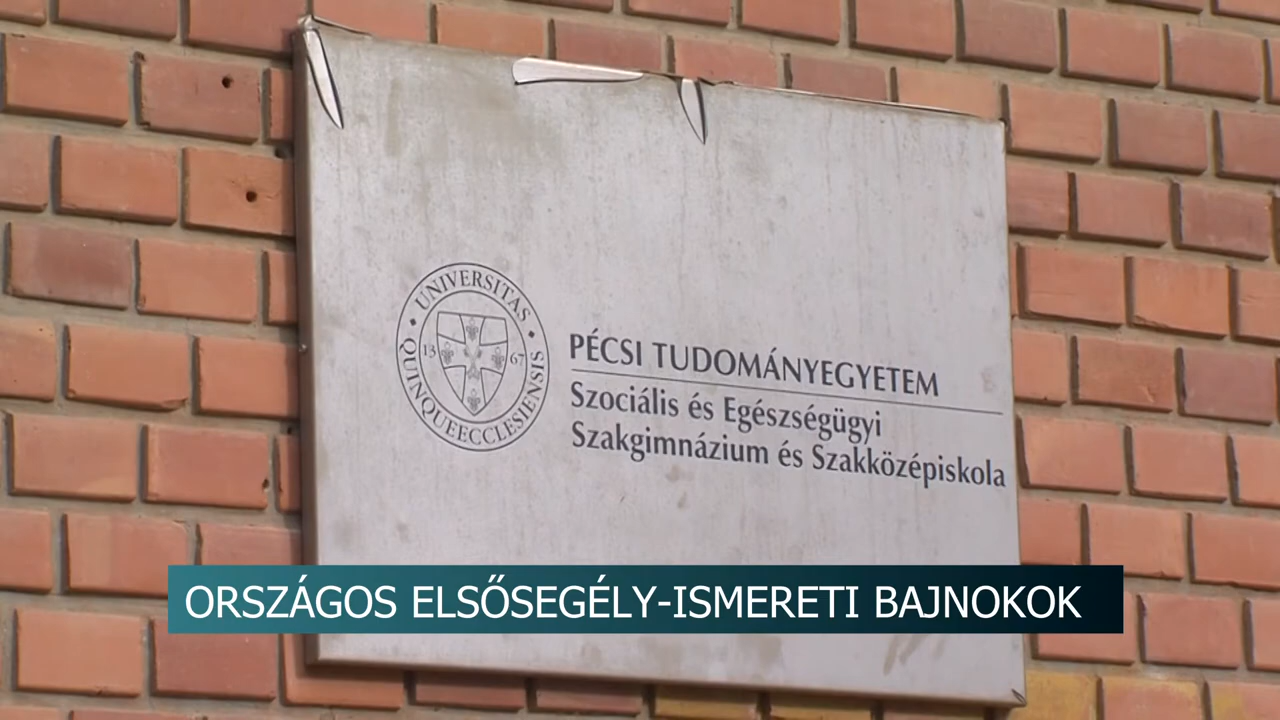 UNIVERSITAS
QUINQUEECCLESIENSIS
13 67
PÉCSI TUDOMÁNYEGYETEM
Szociális és Egészségügyi
Szakgimnázium és Szakközépiskola
ORSZÁGOS ELSŐSEGÉLY-ISMERETI BAJNOKOK